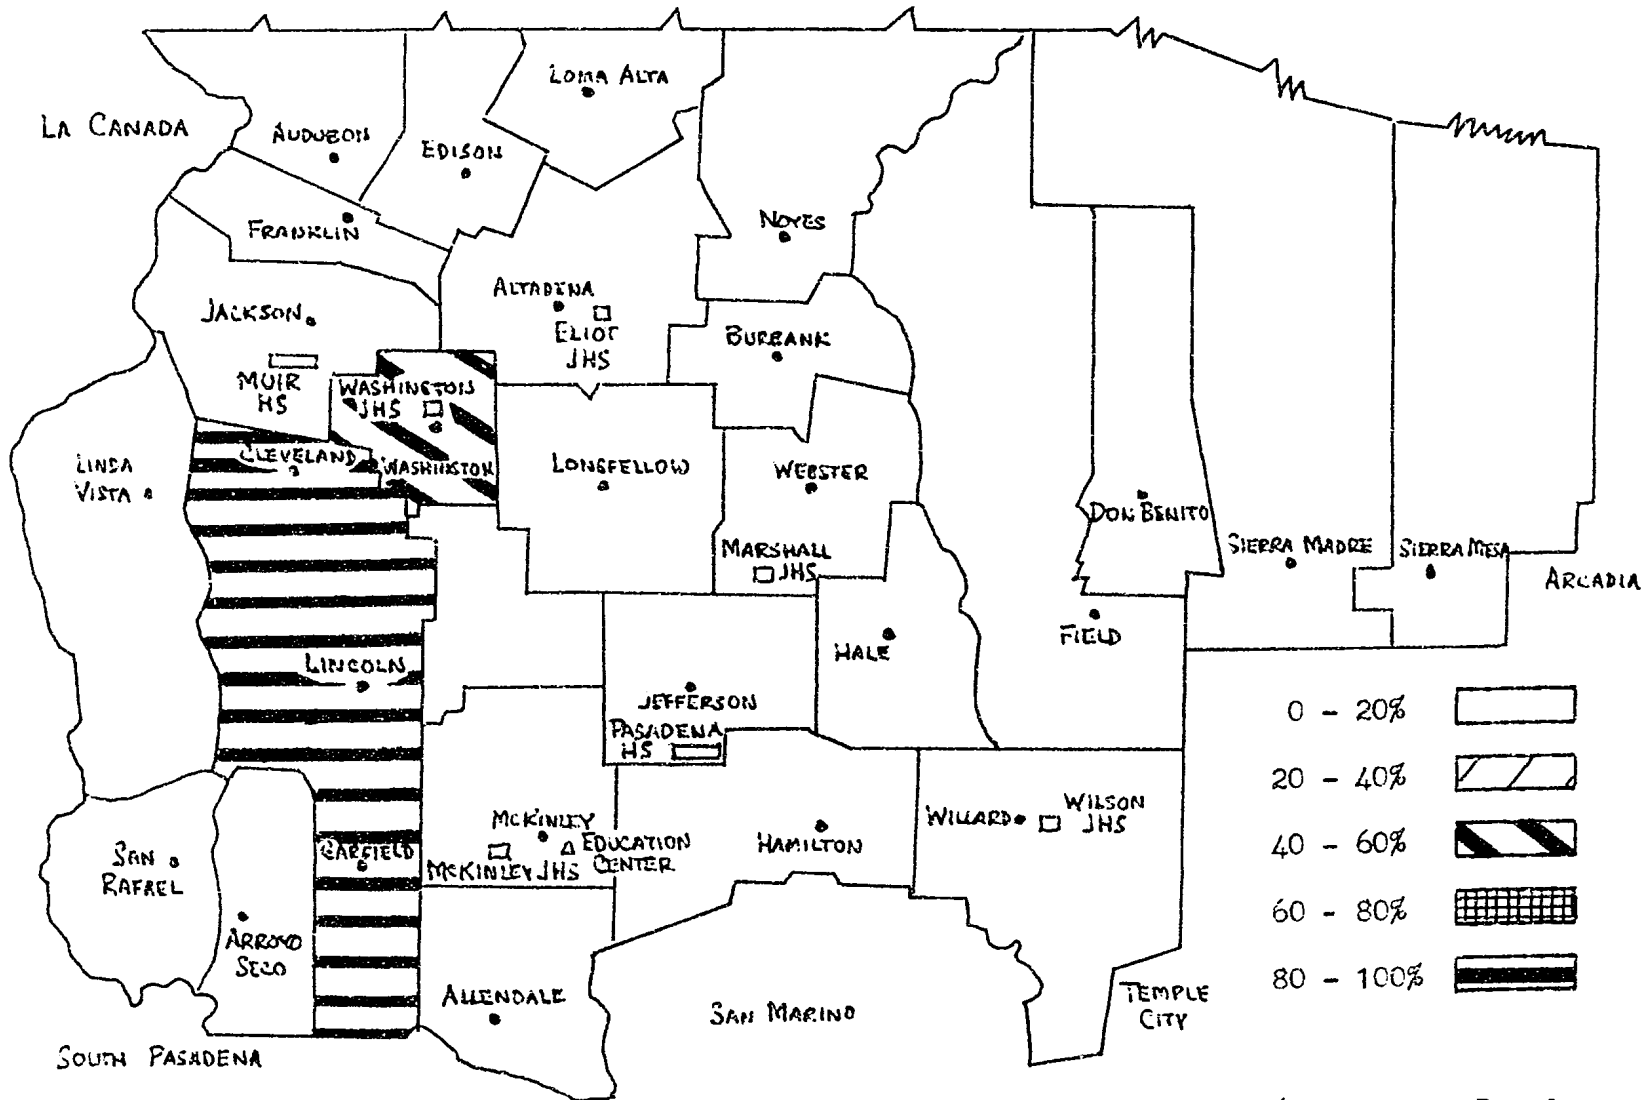 LOMA ALTA
LA CANADA
AUDUBON
EDISON
NOYES
FRANKLIN
ALTADENA
ELIOT
JHS
JACKSON
BURBANK
MUIR
HS
WASHINGTON
JHS
CLEVELAND
WASHINGTON
LINDA
VISTA
LONGFELLOW
WEBSTER
DON BENITO
MARSHALL
JHS
SIERRA MADRE
SIERRA MESA
ARCADIA
FIELD
HALE
LINCOLN
JEFFERSON
PASADENA
HS
0 - 20%
20 - 40%
40 - 60%
60 - 80%
80 - 100%
MCKINLEY
EDUCATION
CENTER
MCKINLEY JHS
HAMILTON
WILLARD
WILSON
JHS
SAN
RAFAEL
GARFIELD
ARROYO
SECO
ALLENDALE
SAN MARINO
TEMPLE
CITY
SOUTH PASADENA